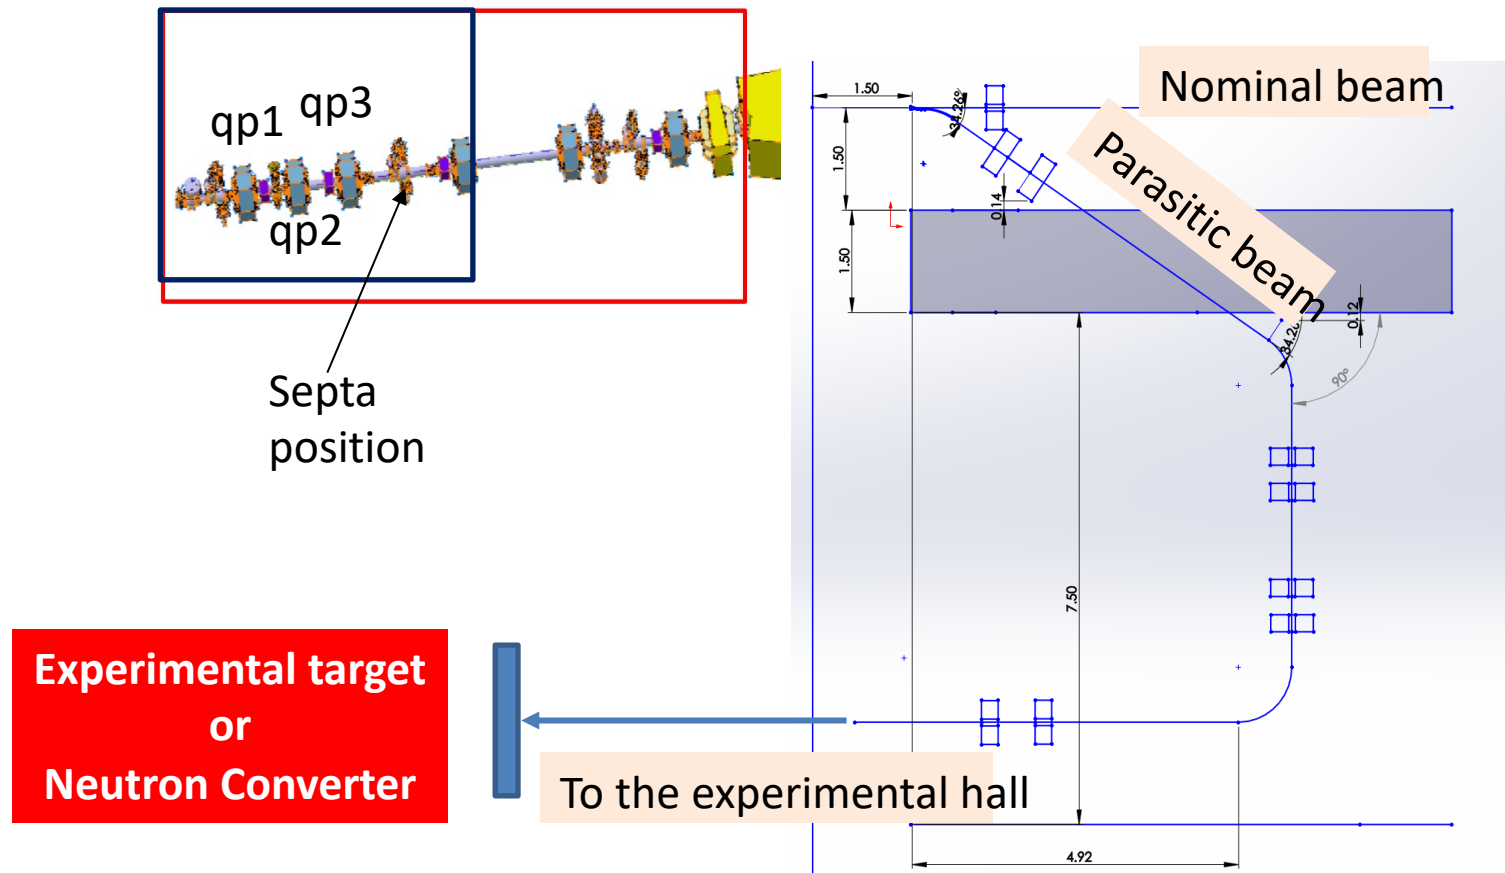 qp1
qp3
qp2
Septa
position
Experimental target
or
Neutron Converter
To the experimental hall
Nominal beam
Parasitic beam
1.50
1.50
1.50
0.14
0.12
90°
7.50
4.92